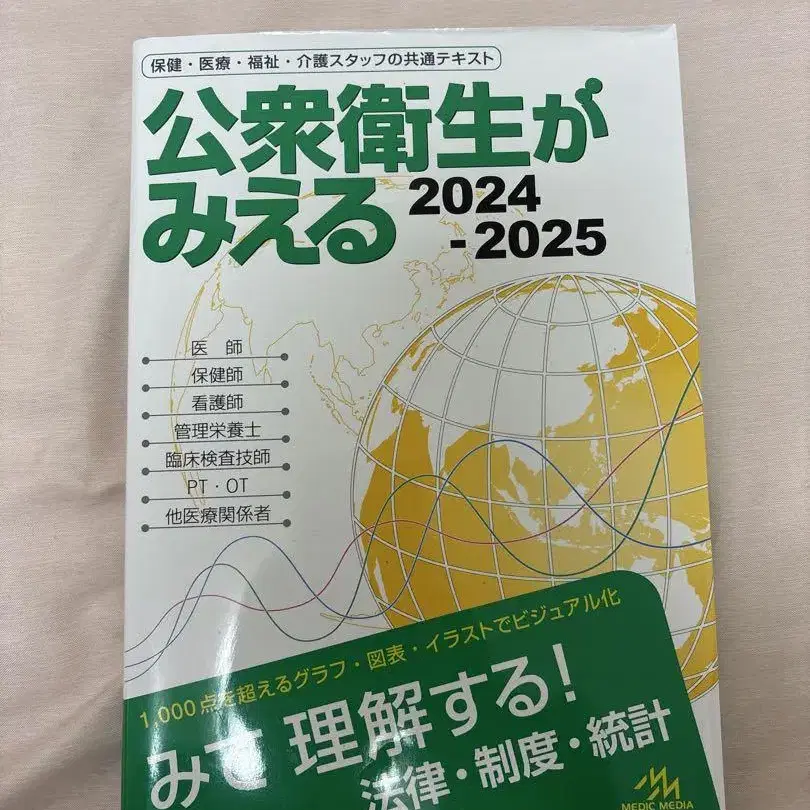 保健・医療・福祉・介護スタッフの共通テキスト
公衆衛生が
みえる 2024
-2025
医師
保健師
看護師
管理栄養士
臨床検査技師
PT・OT
他医療関係者
1,000点を超えるグラフ・図表・イラストでビジュアル化
みて 理解する!
法律・制度・統計
MEDIC MEDIA